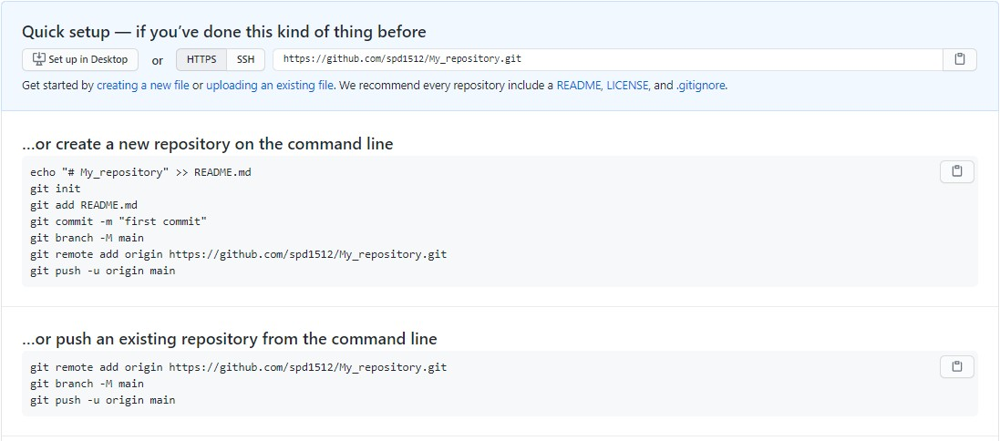 Quick setup — if you’ve done this kind of thing before
Set up in Desktop or HTTPS SSH https://github.com/spd1512/My_repository.git
Get started by creating a new file or uploading an existing file. We recommend every repository include a README, LICENSE, and .gitignore.
…or create a new repository on the command line
echo "# My_repository" >> README.md
git init
git add README.md
git commit -m "first commit"
git branch -M main
git remote add origin https://github.com/spd1512/My_repository.git
git push -u origin main
…or push an existing repository from the command line
git remote add origin https://github.com/spd1512/My_repository.git
git branch -M main
git push -u origin main